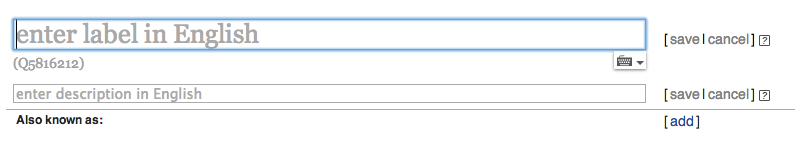 enter label in English [save|cancel] ?
(Q5816212)
enter description in English [save|cancel] ?
Also known as: [add]